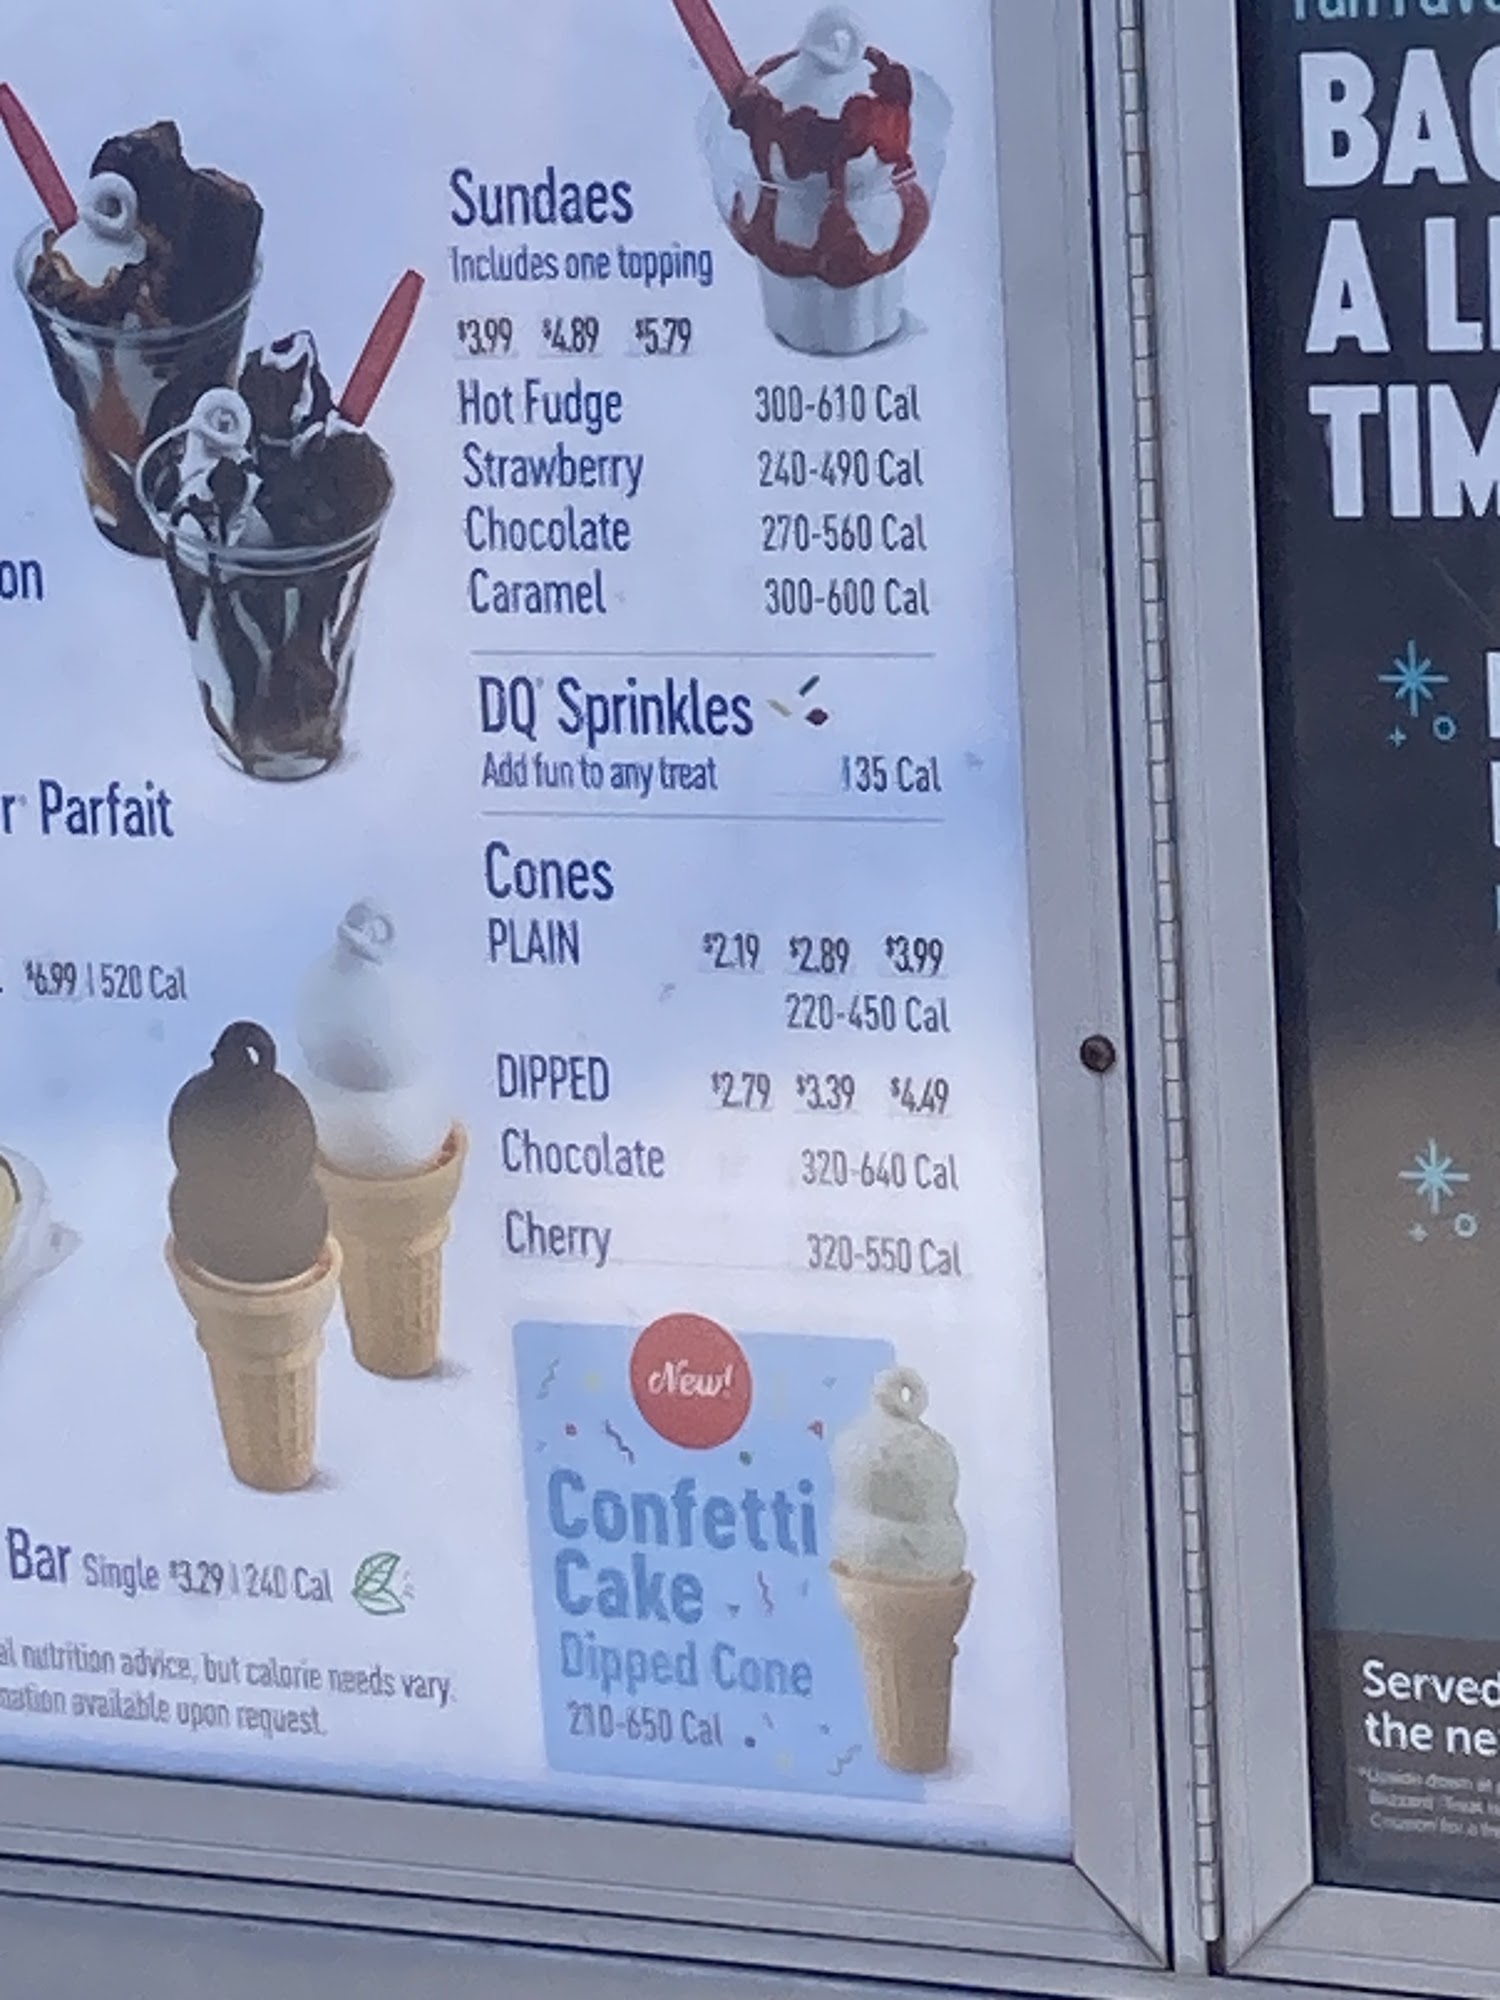 on
r Parfait
$6.99 | 520 Cal
Bar Single $3.29 | 240 Cal
al nutrition advice, but calorie needs vary.
mation available upon request.
Sundaes
Includes one topping
$3.99 $4.89 $5.79
Hot Fudge 300-610 Cal
Strawberry 240-490 Cal
Chocolate 270-560 Cal
Caramel 300-600 Cal
DQ® Sprinkles
Add fun to any treat 135 Cal
Cones
PLAIN $2.19 $2.89 $3.99
220-450 Cal
DIPPED $2.79 $3.39 $4.49
Chocolate 320-640 Cal
Cherry 320-550 Cal
New!
Confetti
Cake
Dipped Cone
210-650 Cal
BAC
A LI
TIM
Served
the ne